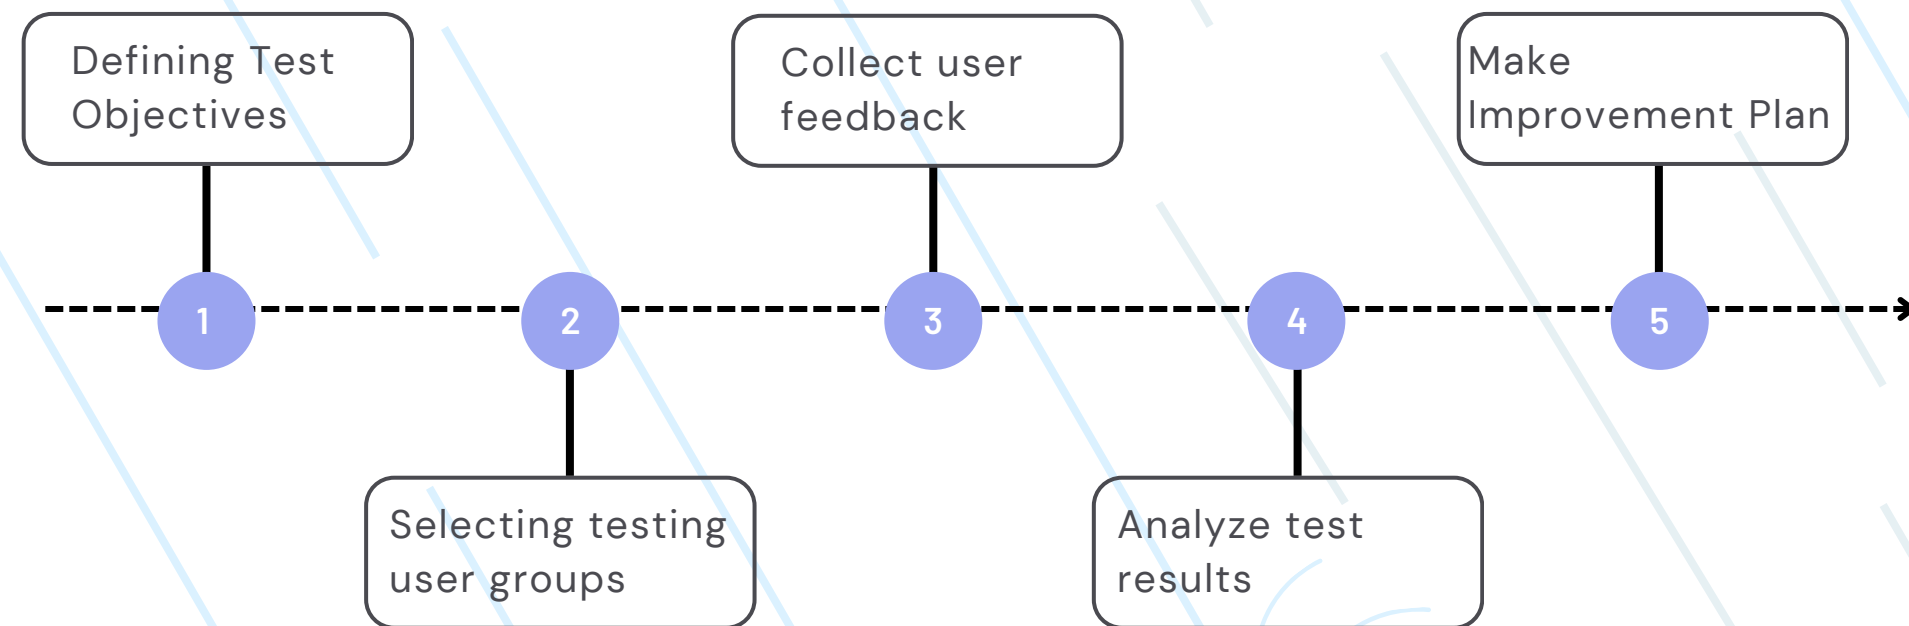 Defining Test
Objectives
Collect user
feedback
Make
Improvement Plan
1
2
3
4
5
Selecting testing
user groups
Analyze test
results